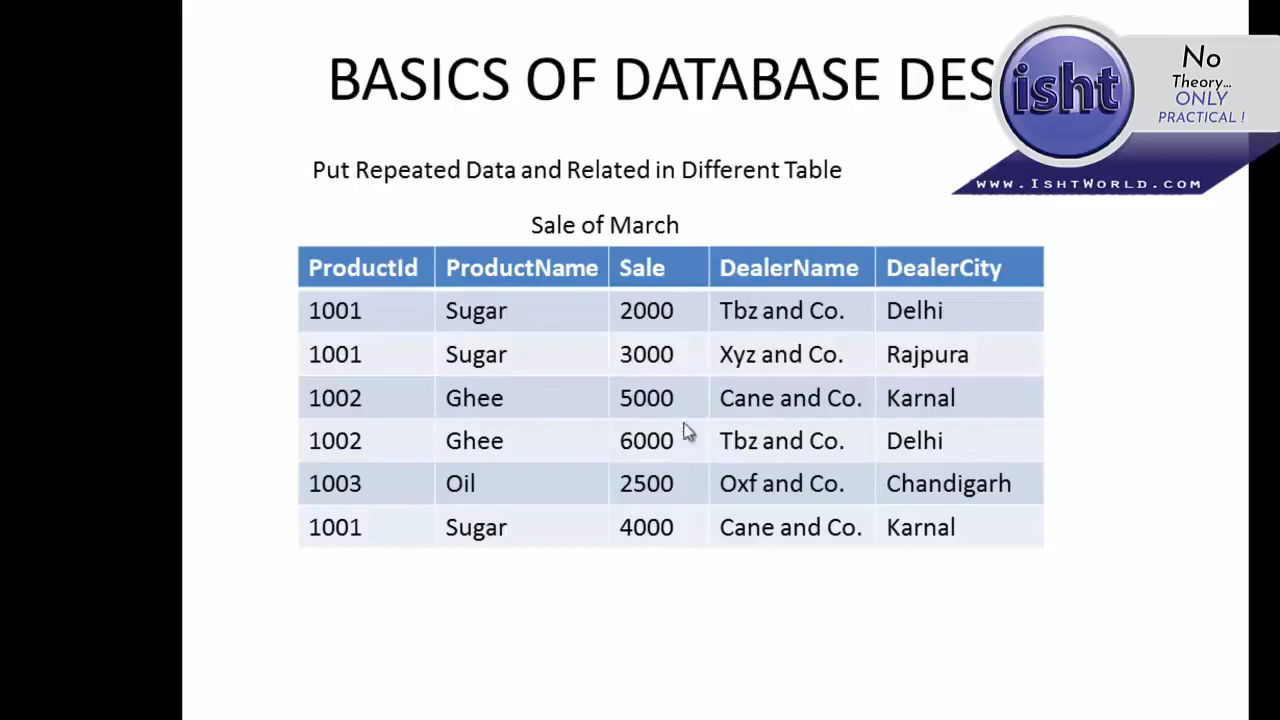 BASICS OF DATABASE DES
isht
No
Theory...
ONLY
PRACTICAL !
www.IshtWorld.com
Put Repeated Data and Related in Different Table
Sale of March
ProductId ProductName Sale DealerName DealerCity
1001 Sugar 2000 Tbz and Co. Delhi
1001 Sugar 3000 Xyz and Co. Rajpura
1002 Ghee 5000 Cane and Co. Karnal
1002 Ghee 6000 Tbz and Co. Delhi
1003 Oil 2500 Oxf and Co. Chandigarh
1001 Sugar 4000 Cane and Co. Karnal